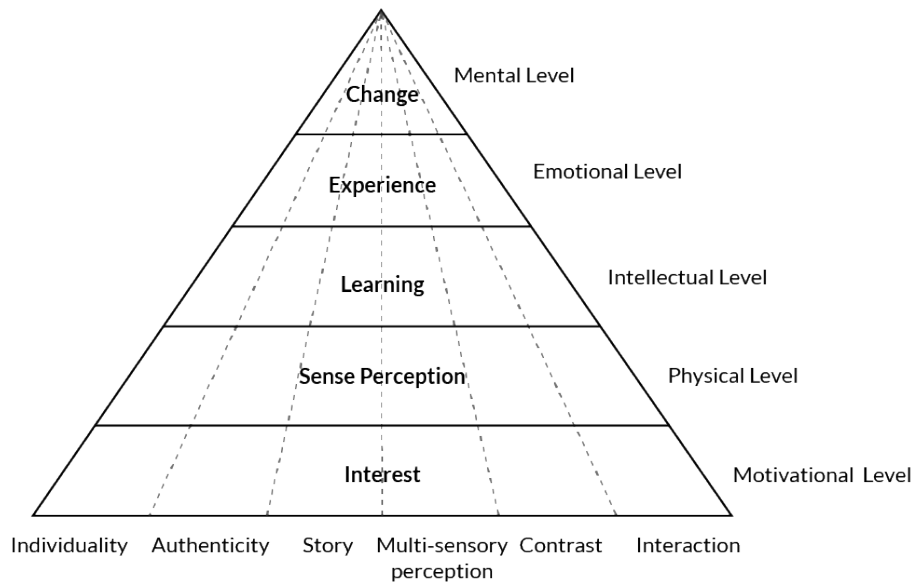 Change
Mental Level
Experience
Emotional Level
Learning
Intellectual Level
Sense Perception
Physical Level
Interest
Motivational Level
Individuality
Authenticity
Story
Multi-sensory
perception
Contrast
Interaction